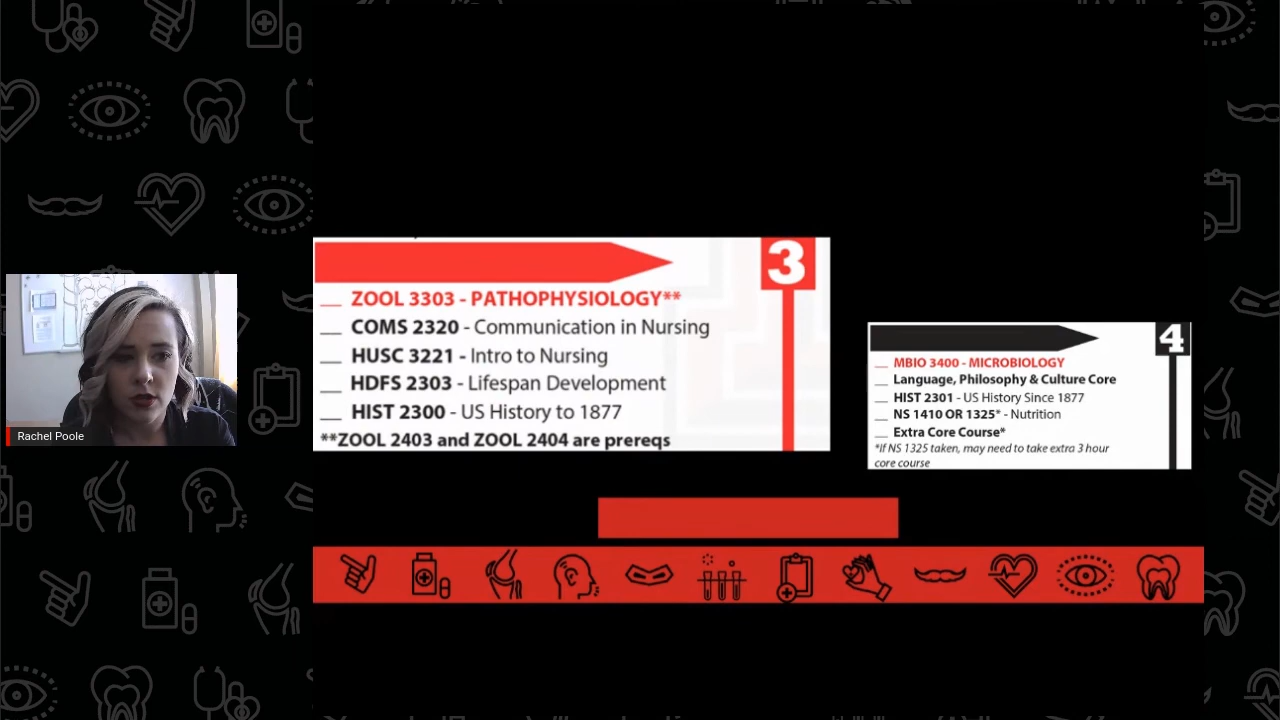 3
__ ZOOL 3303 - PATHOPHYSIOLOGY**
__ COMS 2320 - Communication in Nursing
__ HUSC 3221 - Intro to Nursing
__ HDFS 2303 - Lifespan Development
__ HIST 2300 - US History to 1877
**ZOOL 2403 and ZOOL 2404 are prereqs
4
__ MBIO 3400 - MICROBIOLOGY
__ Language, Philosophy & Culture Core
__ HIST 2301 - US History Since 1877
__ NS 1410 OR 1325* - Nutrition
__ Extra Core Course*
*If NS 1325 taken, may need to take extra 3 hour
core course
Rachel Poole